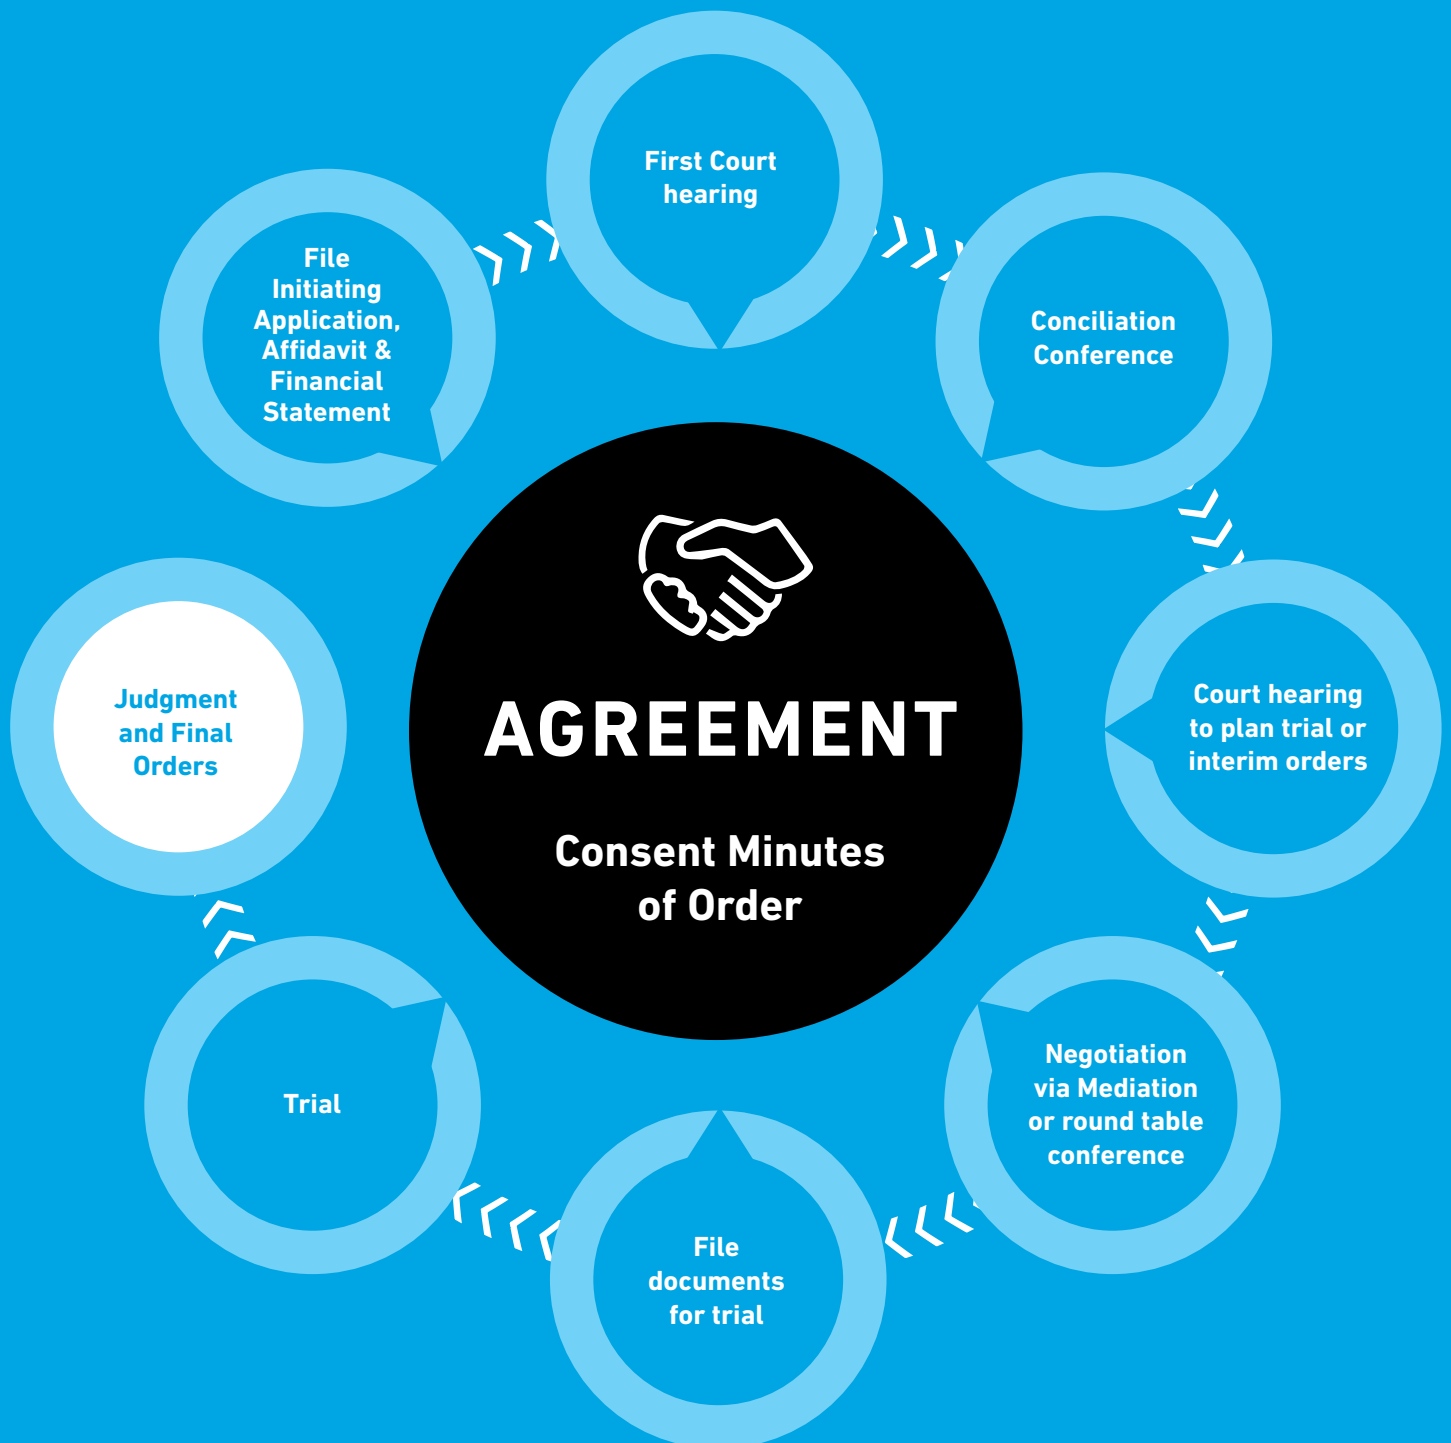 First Court
hearing
File
Initiating
Application,
Affidavit &
Financial
Statement
Conciliation
Conference
Court hearing
to plan trial or
interim orders
Negotiation
via Mediation
or round table
conference
File
documents
for trial
Trial
Judgment
and Final
Orders
AGREEMENT
Consent Minutes
of Order